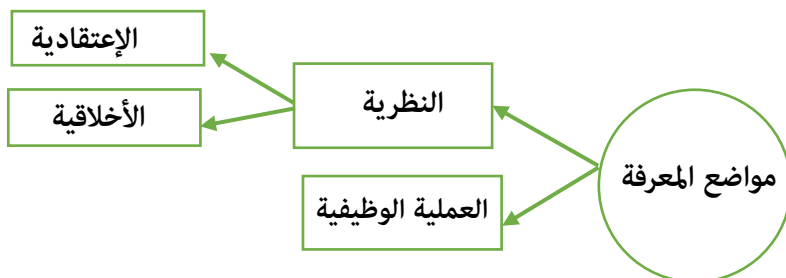 مواضع المعرفة
النظرية
العملية الوظيفية
الإعتقادية
الأخلاقية